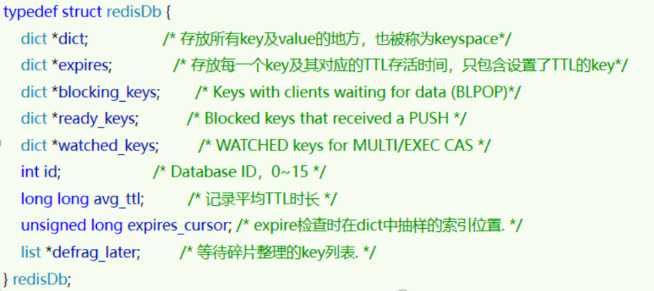 typedef struct redisDb {
dict *dict; /* 存放所有key及value的地方，也被称为keyspace*/
dict *expires; /* 存放每一个key及其对应的TTL存活时间，只包含设置了TTL的key*/
dict *blocking_keys; /* Keys with clients waiting for data (BLPOP)*/
dict *ready_keys; /* Blocked keys that received a PUSH */
dict *watched_keys; /* WATCHED keys for MULTI/EXEC CAS */
int id; /* Database ID，0~15 */
long long avg_ttl; /* 记录平均TTL时长 */
unsigned long expires_cursor; /* expire检查时在dict中抽样的索引位置. */
list *defrag_later; /* 等待碎片整理的key列表. */
} redisDb;